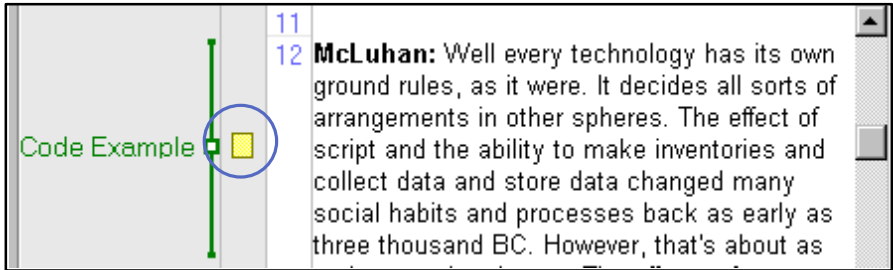 11
12 McLuhan: Well every technology has its own
ground rules, as it were. It decides all sorts of
arrangements in other spheres. The effect of
Code Example script and the ability to make inventories and
collect data and store data changed many
social habits and processes back as early as
three thousand BC. However, that's about as